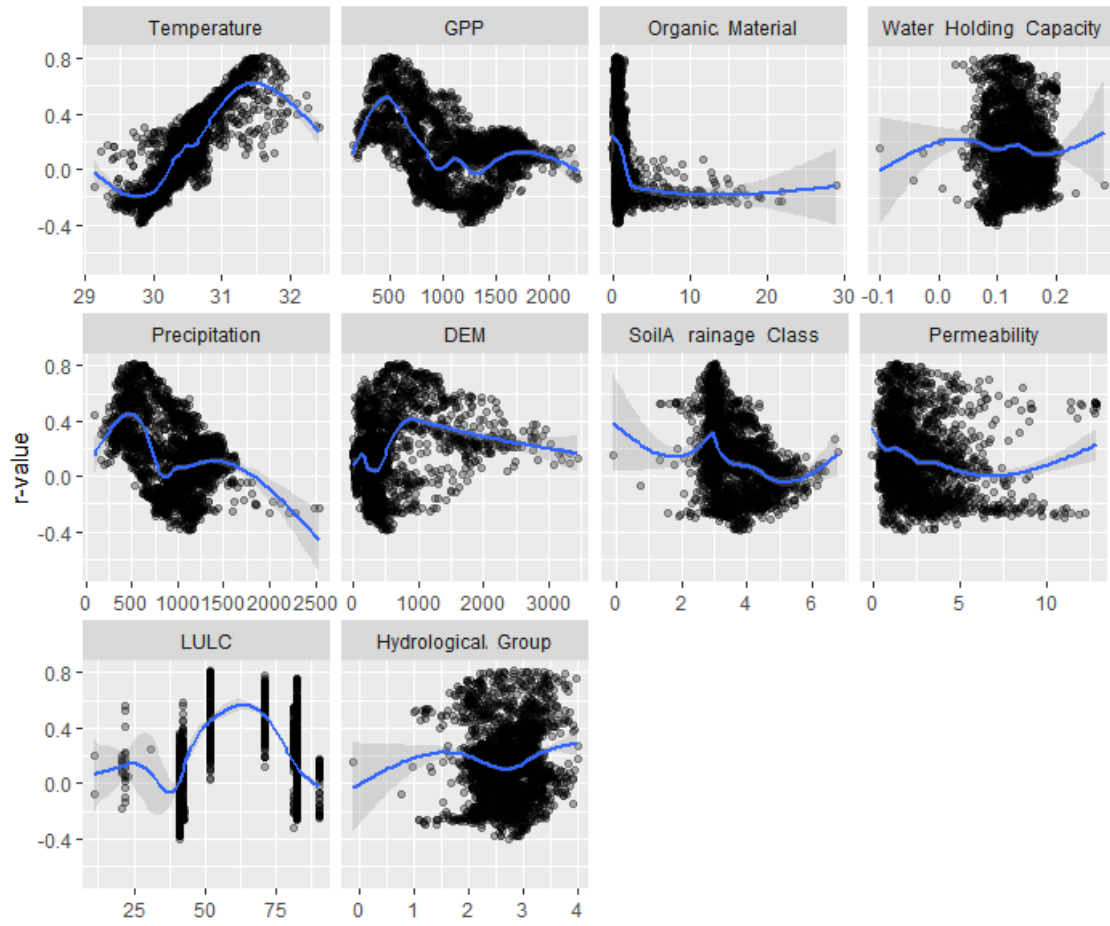 Temperature
GPP
Organic Material
Water Holding Capacity
0.8
0.4
0.0
-0.4
29 30 31 32
500 1000 1500 2000
0 10 20 30
-0.1 0.0 0.1 0.2
Precipitation
DEM
SoilA rainage Class
Permeability
r-value
0.8
0.4
0.0
-0.4
0 500 1000 1500 2000 2500
0 1000 2000 3000
0 2 4 6
0 5 10
LULC
Hydrological. Group
0.8
0.4
0.0
-0.4
25 50 75
0 1 2 3 4